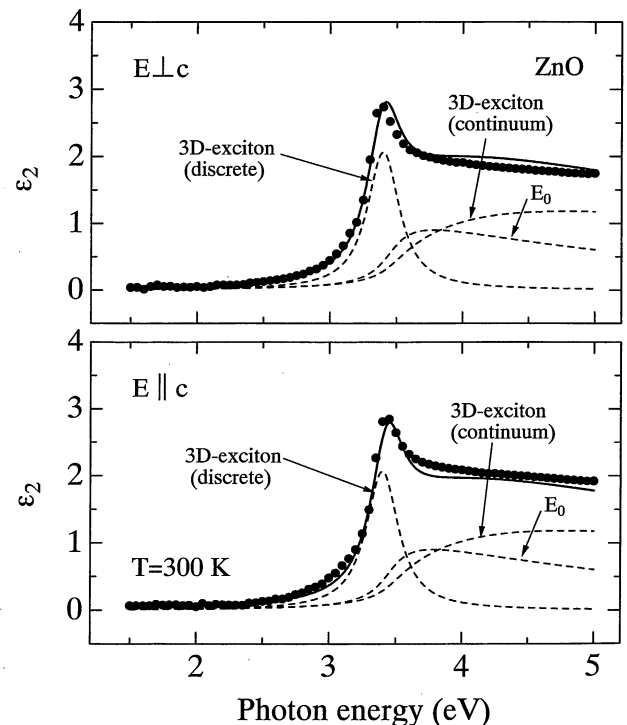 4
E⊥c
ZnO
3D-exciton
(continuum)
3
3D-exciton
(discrete)
2
ε₂
E₀
1
0
4
E ∥ c
3D-exciton
(continuum)
3
3D-exciton
(discrete)
2
ε₂
E₀
1
T=300 K
0
2 3 4 5
Photon energy (eV)